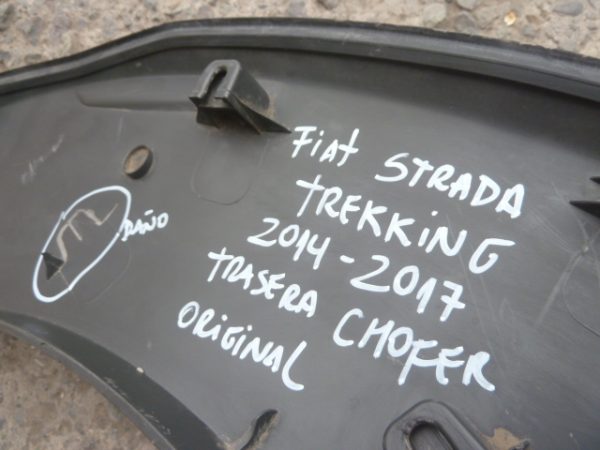 Fiat STRADA
TREKKING
2014-2017
TRASERA CHOFER
ORIGINAL
DAÑO